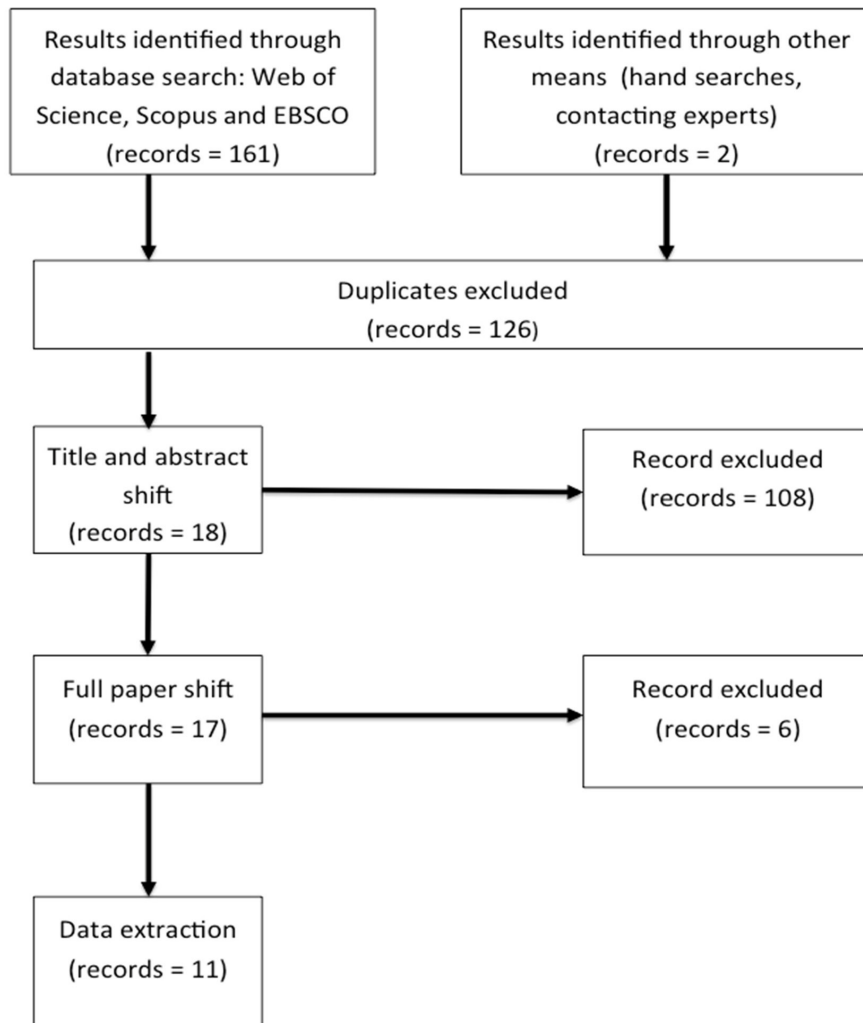 Results identified through
database search: Web of
Science, Scopus and EBSCO
(records = 161)
Results identified through other
means (hand searches,
contacting experts)
(records = 2)
Duplicates excluded
(records = 126)
Title and abstract
shift
(records = 18)
Record excluded
(records = 108)
Full paper shift
(records = 17)
Record excluded
(records = 6)
Data extraction
(records = 11)